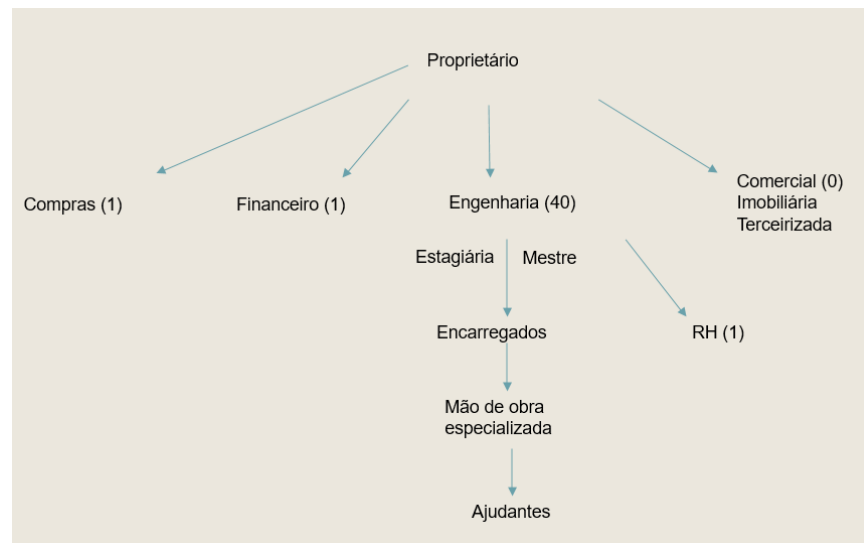 Proprietário
Compras (1)
Financeiro (1)
Engenharia (40)
Comercial (0)
Imobiliária
Terceirizada
Estagiária
Mestre
Encarregados
RH (1)
Mão de obra
especializada
Ajudantes